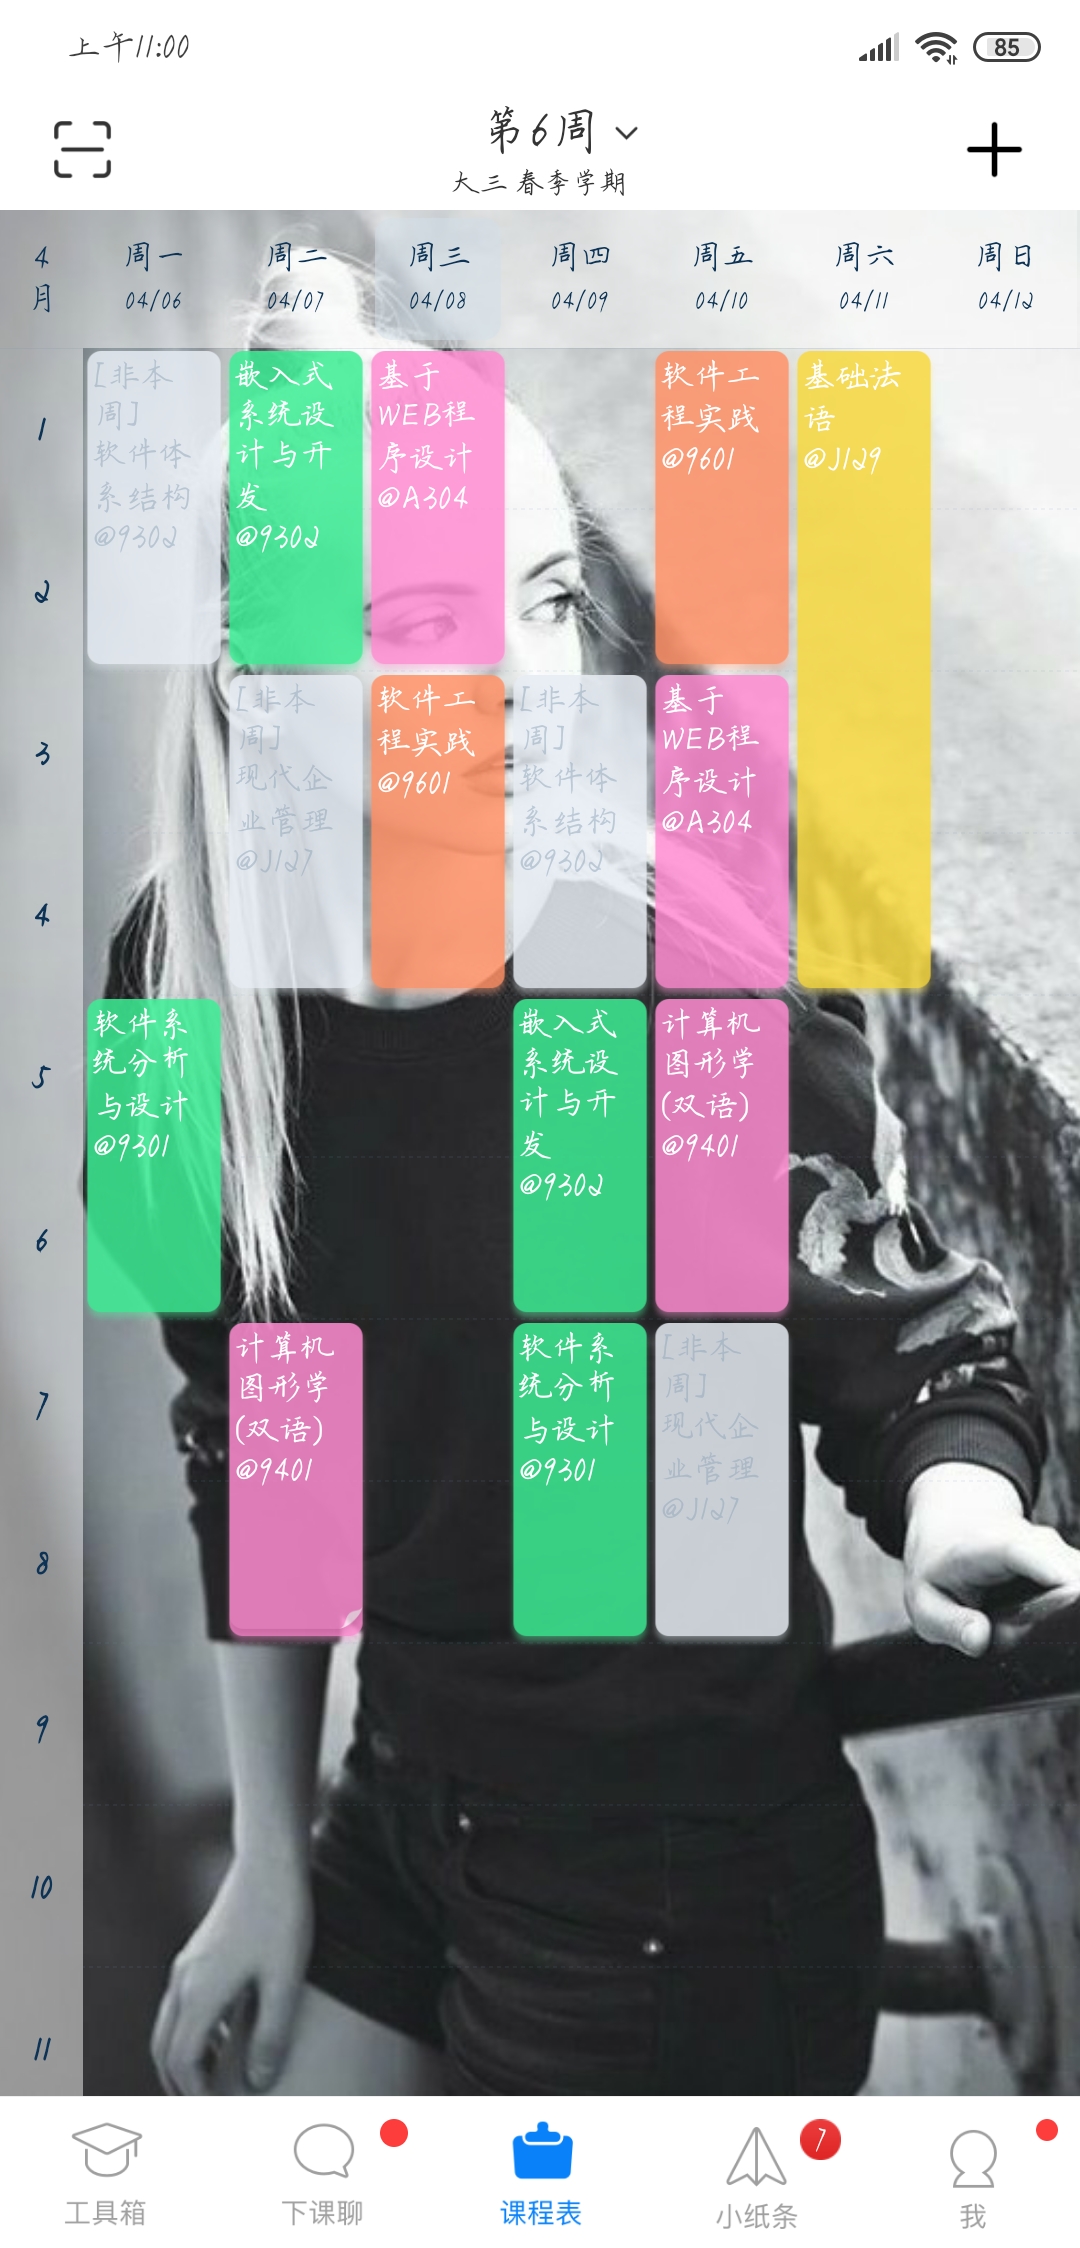 上午11:00
85
第6周
大三 春季学期
4
月
周一
04/06
周二
04/07
周三
04/08
周四
04/09
周五
04/10
周六
04/11
周日
04/12
1
2
3
4
5
6
7
8
9
10
11
[非本
周]
软件体
系结构
@9302
软件系
统分析
与设计
@9301
嵌入式
系统设
计与开
发
@9302
[非本
周]
现代企
业管理
@J127
计算机
图形学
(双语)
@9401
基于
WEB程
序设计
@A304
软件工
程实践
@9601
[非本
周]
软件体
系结构
@9302
嵌入式
系统设
计与开
发
@9302
软件系
统分析
与设计
@9301
软件工
程实践
@9601
基于
WEB程
序设计
@A304
计算机
图形学
(双语)
@9401
[非本
周]
现代企
业管理
@J127
基础法
语
@J129
工具箱
下课聊
课程表
7
小纸条
我